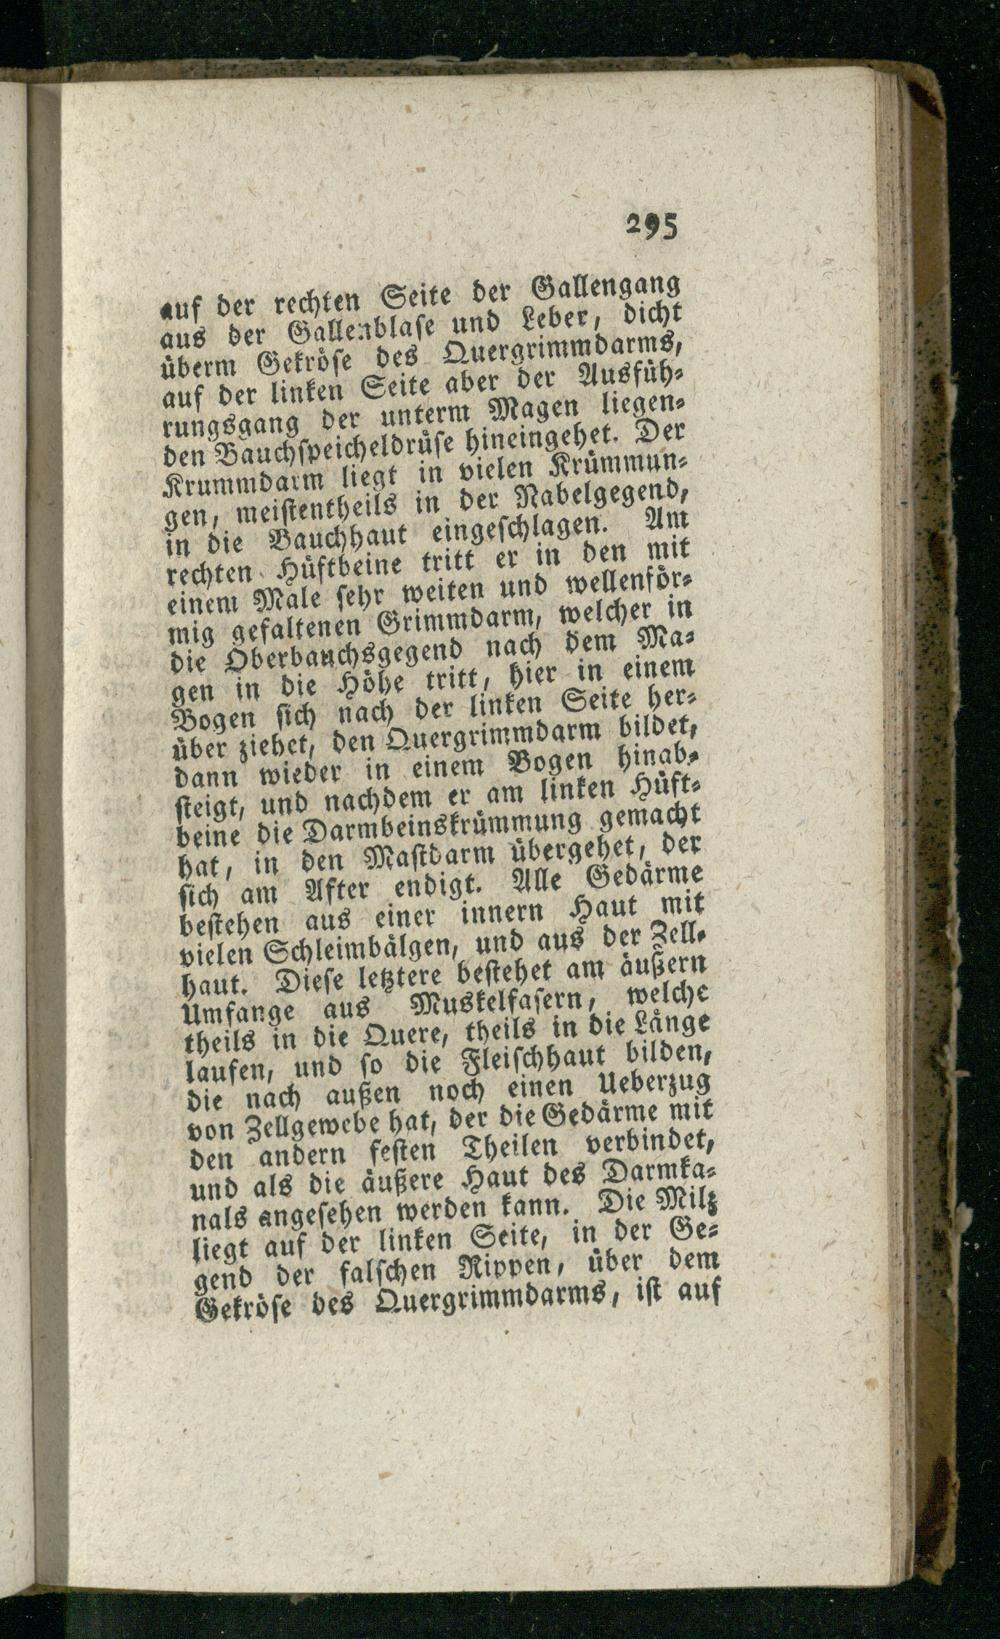 295
auf der rechten Seite der Gallengang
aus der Gallenblase und Leber, dicht
überm Gekröse des Quergrimmdarms,
auf der linken Seite aber der Ausfüh-
rungsgang der unterm Magen liegen-
den Bauchspeicheldrüse hineingehet. Der
Krummdarm liegt in vielen Krümmun-
gen, meistentheils in der Nabelgegend,
in die Bauchhaut eingeschlagen. Am
rechten Hüftbeine tritt er in den mit
einem Male sehr weiten und wellenför-
mig gefaltenen Grimmdarm, welcher in
die Oberbauchsgegend nach dem Ma-
gen in die Höhe tritt, hier in einem
Bogen sich nach der linken Seite her-
über ziehet, den Quergrimmdarm bildet,
dann wieder in einem Bogen hinab-
steigt, und nachdem er am linken Hüft-
beine die Darmbeinskrümmung gemacht
hat, in den Mastdarm übergehet, der
sich am After endigt. Alle Gedärme
bestehen aus einer innern Haut mit
vielen Schleimbälgen, und aus der Zell-
haut. Diese letztere bestehet am äußern
Umfange aus Muskelfasern, welche
theils in die Quere, theils in die Länge
laufen, und so die Fleischhaut bilden,
die nach außen noch einen Ueberzug
von Zellgewebe hat, der die Gedärme mit
den andern festen Theilen verbindet,
und als die äußere Haut des Darmka-
nals angesehen werden kann. Die Milz
liegt auf der linken Seite, in der Ge-
gend der falschen Rippen, über dem
Gekröse des Quergrimmdarms, ist auf